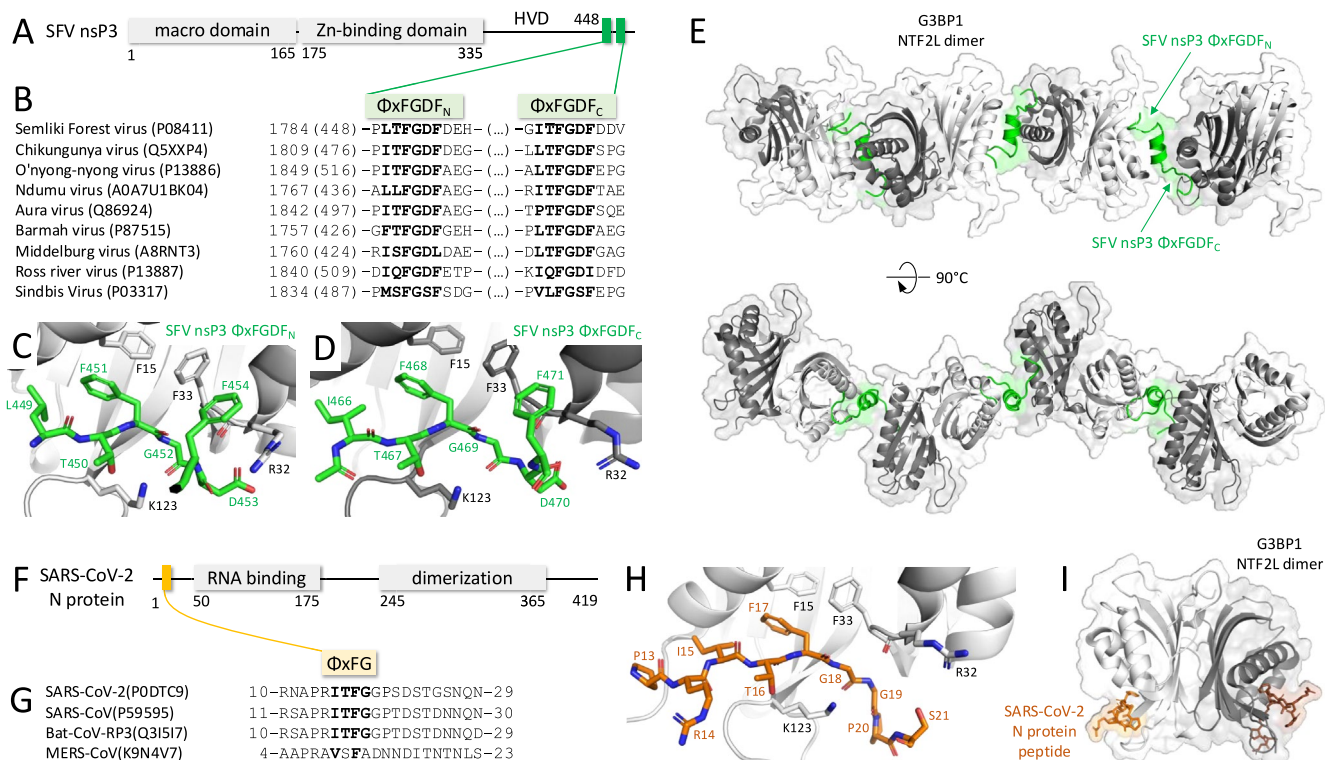 A
SFV nsP3
macro domain
Zn-binding domain
HVD
448
1
165
175
335
B
ΦxFGDFN
ΦxFGDFC
Semliki Forest virus (P08411) 1784 (448) –PLTFGDFDEH–(…) –GITFGDFDDV
Chikungunya virus (Q5XXP4) 1809 (476) –PITFGDFDEG–(…) –LLTFGDFSPG
O'nyong-nyong virus (P13886) 1849 (516) –PITFGDFAEG–(…) –ALTFGDFEPG
Ndumu virus (A0A7U1BK04) 1767 (436) –ALLFGDFAEG–(…) –RITFGDFTAE
Aura virus (Q86924) 1842 (497) –PITFGDFAEG–(…) –TPTFGDFSQE
Barmah virus (P87515) 1757 (426) –GFTFGDFGEH–(…) –PLTFGDFAEG
Middelburg virus (A8RNT3) 1760 (424) –RISFGDLDAE–(…) –DLTFGDFGAG
Ross river virus (P13887) 1840 (509) –DIQFGDFETP–(…) –KIQFGDIDFD
Sindbis Virus (P03317) 1834 (487) –PMSFGSFSDG–(…) –PVLFGSFEPG
C
SFV nsP3 ΦxFGDFN
F451
F15
F454
F33
L449
T450
G452
R32
K123
D453
D
SFV nsP3 ΦxFGDFC
F468
F15
F471
F33
I466
T467
G469
R32
K123
D470
E
G3BP1
NTF2L dimer
SFV nsP3 ΦxFGDFN
SFV nsP3 ΦxFGDFC
90°C
F
SARS-CoV-2
N protein
RNA binding
dimerization
1
50
175
245
365
419
ΦxFG
G
SARS-CoV-2(P0DTC9) 10–RNAPRITFGGPSDSTGSNQN–29
SARS-CoV(P59595) 11–RSAPRITFGGPTDSTDNNQN–30
Bat-CoV-RP3(Q3I5I7) 10–RSAPRITFGGPSDSTDNNQD–29
MERS-CoV(K9N4V7) 4–AAPRAVSFADNNDITNTNLS–23
H
F17
F15
F33
P13
I15
R32
T16
G18
G19
R14
K123
P20
S21
I
G3BP1
NTF2L dimer
SARS-CoV-2
N protein
peptide